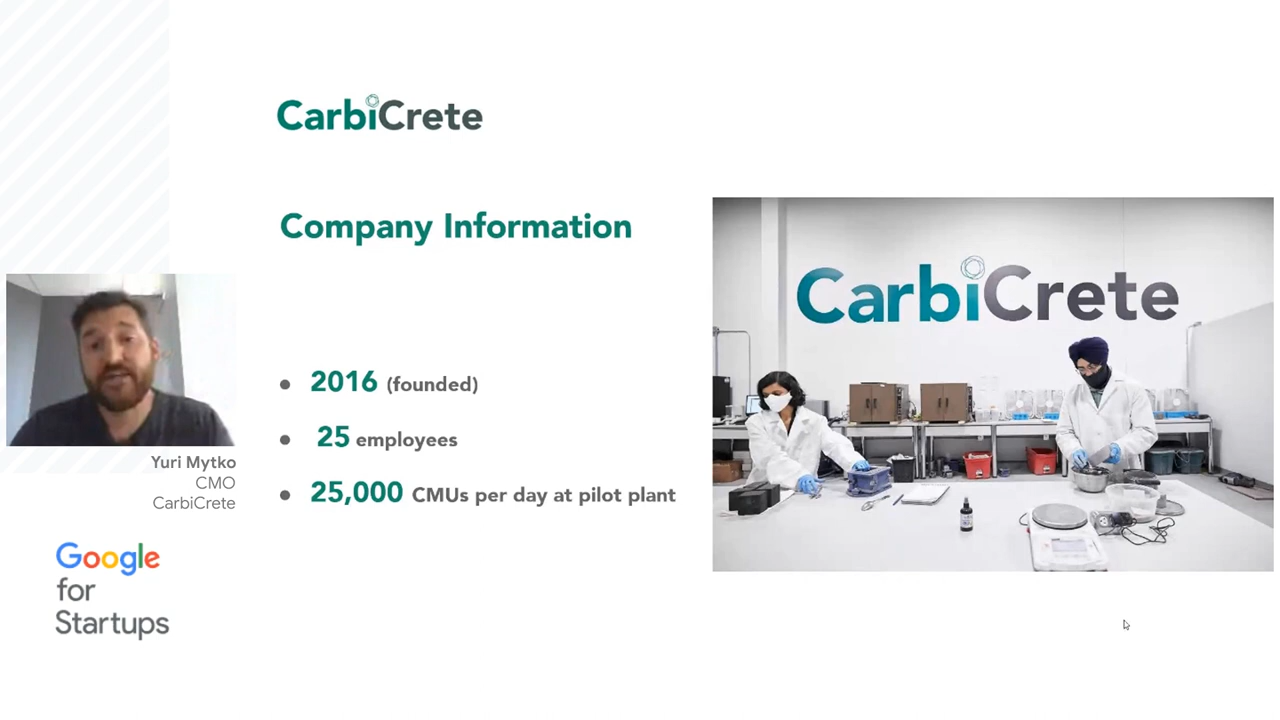 CarbiCrete
Company Information
CarbiCrete
• 2016 (founded)
• 25 employees
• 25,000 CMUs per day at pilot plant
Yuri Mytko
CMO
CarbiCrete
Google
for
Startups